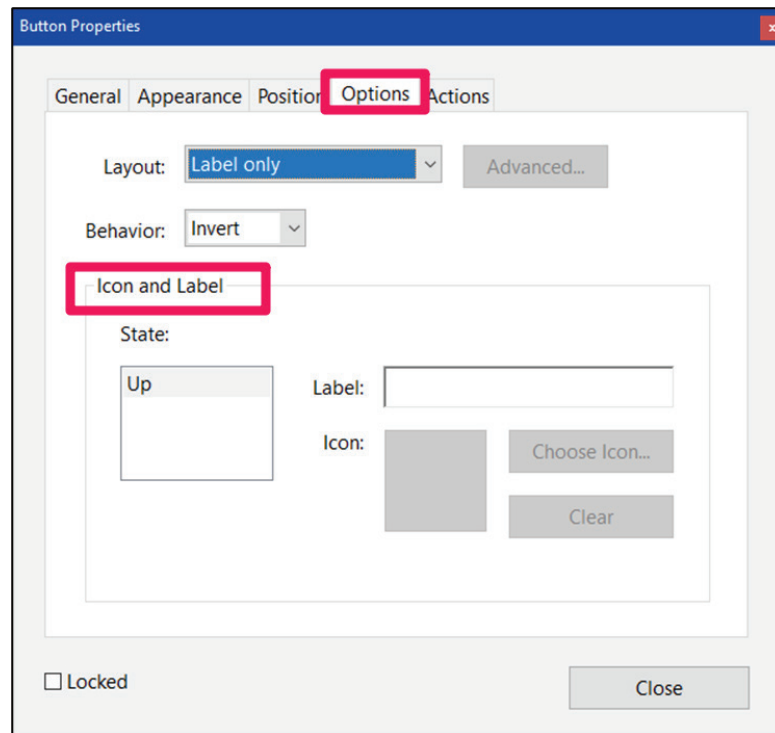 Button Properties
x
General Appearance Position Options Actions
Layout: Label only Advanced...
Behavior: Invert
Icon and Label
State:
Up Label:
Icon: Choose Icon...
Clear
Locked Close